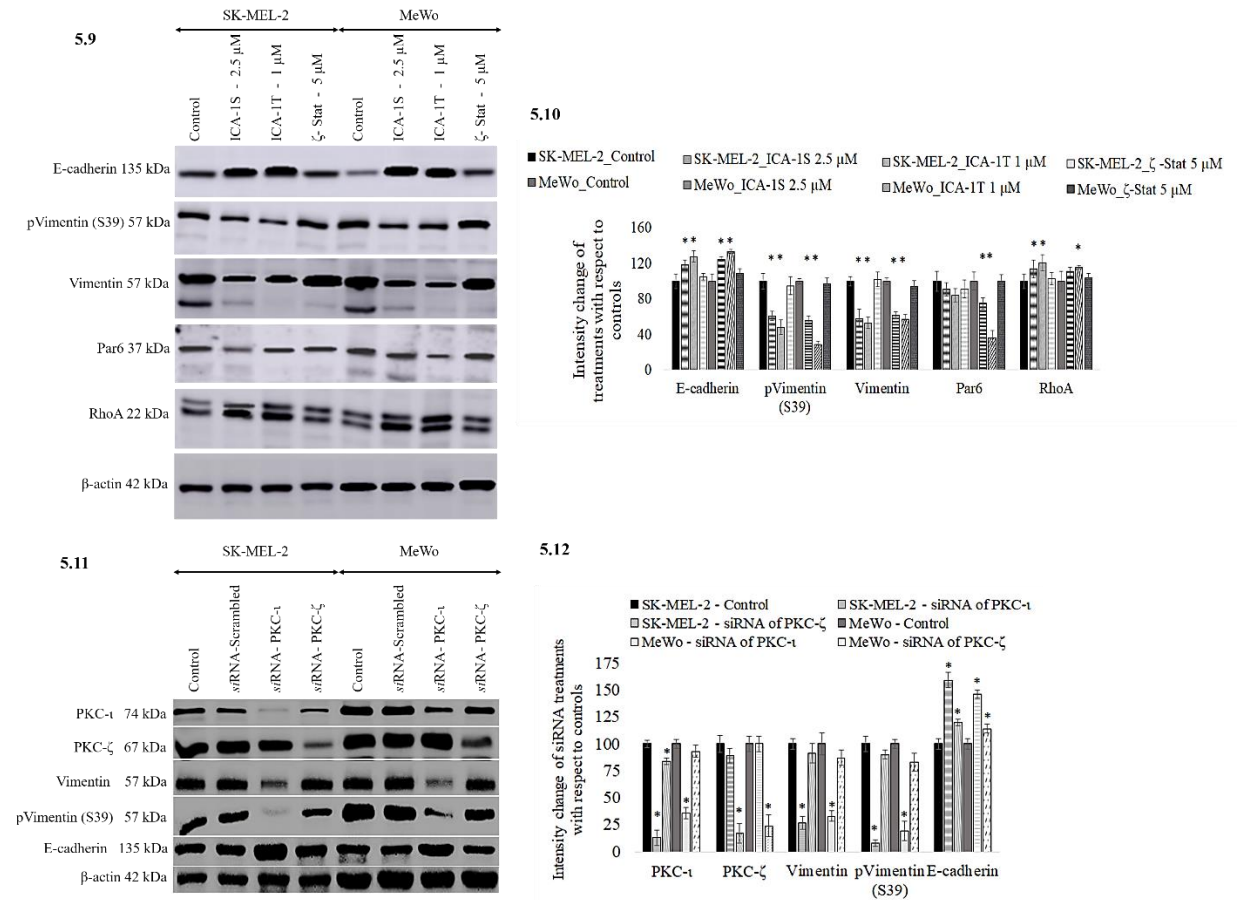 5.9
SK-MEL-2
MeWo
Control
ICA-1S - 2.5 µM
ICA-1T - 1 µM
ζ- Stat - 5 µM
Control
ICA-1S - 2.5 µM
ICA-1T - 1 µM
ζ- Stat - 5 µM
E-cadherin 135 kDa
pVimentin (S39) 57 kDa
Vimentin 57 kDa
Par6 37 kDa
RhoA 22 kDa
β-actin 42 kDa
5.10
SK-MEL-2_Control
SK-MEL-2_ICA-1S 2.5 µM
SK-MEL-2_ICA-1T 1 µM
SK-MEL-2_ζ -Stat 5 µM
MeWo_Control
MeWo_ICA-1S 2.5 µM
MeWo_ICA-1T 1 µM
MeWo_ζ-Stat 5 µM
Intensity change of
treatments with respect to
controls
160
120
80
40
0
* *
* *
* *
* *
* *
* *
* *
* *
*
E-cadherin
pVimentin
(S39)
Vimentin
Par6
RhoA
5.11
SK-MEL-2
MeWo
Control
siRNA-Scrambled
siRNA- PKC-ι
siRNA- PKC-ζ
Control
siRNA-Scrambled
siRNA- PKC-ι
siRNA- PKC-ζ
PKC-ι 74 kDa
PKC-ζ 67 kDa
Vimentin 57 kDa
pVimentin (S39) 57 kDa
E-cadherin 135 kDa
β-actin 42 kDa
5.12
SK-MEL-2 - Control
SK-MEL-2 - siRNA of PKC-ι
SK-MEL-2 - siRNA of PKC-ζ
MeWo - Control
MeWo - siRNA of PKC-ι
MeWo - siRNA of PKC-ζ
Intensity change of siRNA treatments
with respect to controls
175
150
125
100
75
50
25
0
*
*
*
*
*
*
*
*
*
*
*
*
*
PKC-ι
PKC-ζ
Vimentin
pVimentin
(S39)
E-cadherin